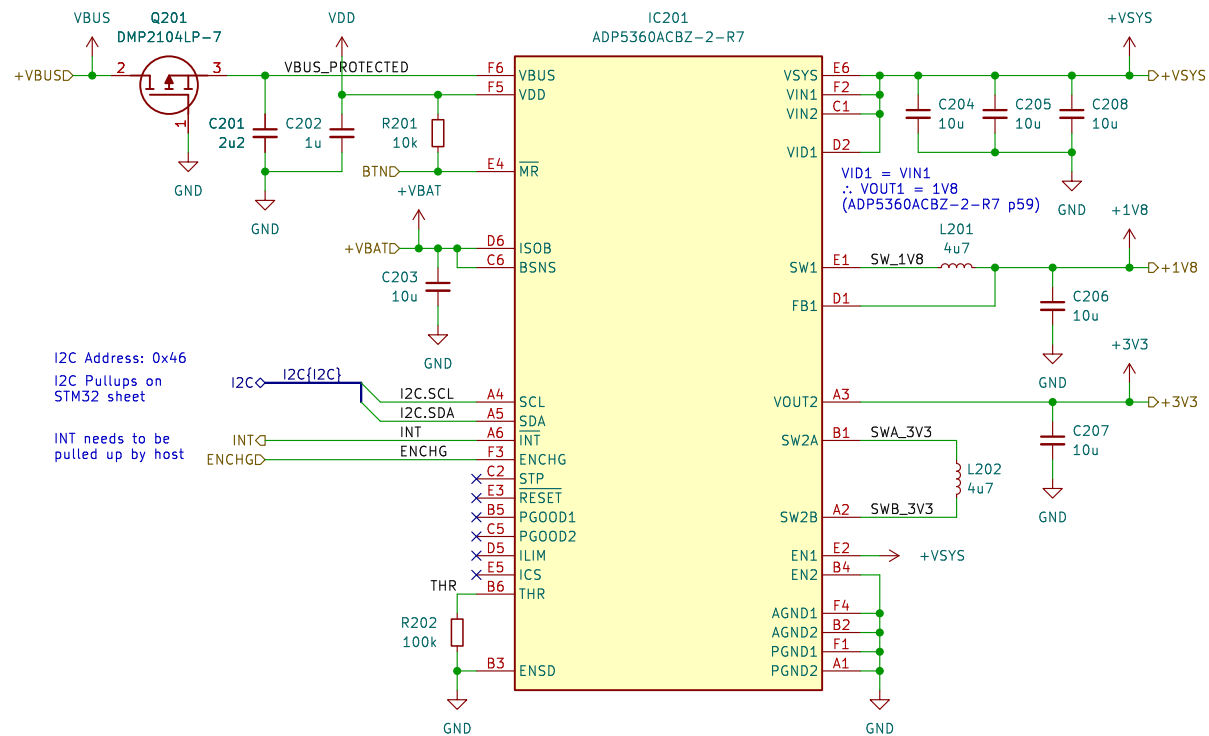 VBUS
Q201
DMP2104LP-7
VDD
IC201
ADP5360ACBZ-2-R7
+VSYS
+VBUS
2
3
1
GND
VBUS_PROTECTED
F6
VBUS
F5
VDD
C201
2u2
C202
1u
R201
10k
GND
BTN
E4
MR
+VBAT
+VBAT
D6
ISOB
C6
BSNS
C203
10u
GND
I2C Address: 0x46
I2C Pullups on
STM32 sheet
INT needs to be
pulled up by host
I2C
I2C{I2C}
I2C.SCL
A4
SCL
I2C.SDA
A5
SDA
INT
INT
A6
INT
ENCHG
ENCHG
F3
ENCHG
C2
STP
E3
RESET
B5
PGOOD1
C5
PGOOD2
D5
ILIM
E5
ICS
THR
B6
THR
R202
100k
B3
ENSD
GND
VSYS
E6
+VSYS
VIN1
F2
VIN2
C1
VID1
D2
C204
10u
C205
10u
C208
10u
GND
VID1 = VIN1
∴ VOUT1 = 1V8
(ADP5360ACBZ-2-R7 p59)
L201
4u7
+1V8
SW1
E1
SW_1V8
+1V8
FB1
D1
C206
10u
GND
+3V3
VOUT2
A3
+3V3
SW2A
B1
SWA_3V3
C207
10u
GND
L202
4u7
SW2B
A2
SWB_3V3
EN1
E2
+VSYS
EN2
B4
AGND1
F4
AGND2
B2
PGND1
F1
PGND2
A1
GND